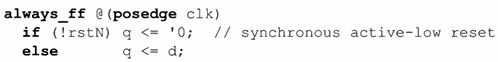 always_ff @(posedge clk)
if (!rstN) q <= '0; // synchronous active-low reset
else q <= d;